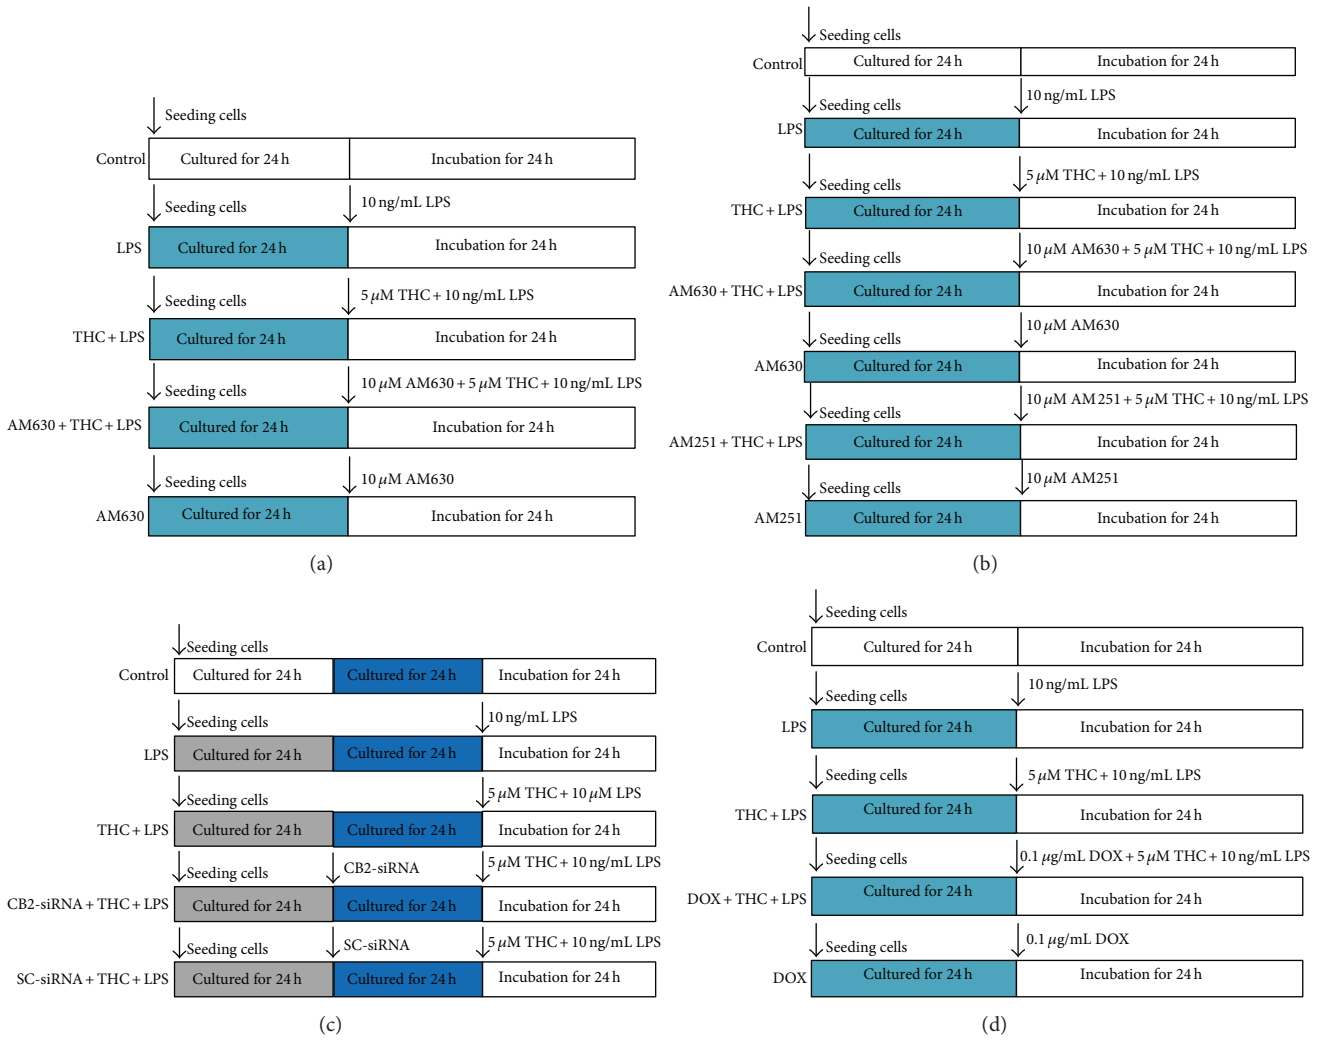 Seeding cells
Control Cultured for 24 h Incubation for 24 h
Seeding cells 10 ng/mL LPS
LPS Cultured for 24 h Incubation for 24 h
Seeding cells 5 μM THC + 10 ng/mL LPS
THC + LPS Cultured for 24 h Incubation for 24 h
Seeding cells 10 μM AM630 + 5 μM THC + 10 ng/mL LPS
AM630 + THC + LPS Cultured for 24 h Incubation for 24 h
Seeding cells 10 μM AM630
AM630 Cultured for 24 h Incubation for 24 h
(a)
Seeding cells
Control Cultured for 24 h Incubation for 24 h
Seeding cells 10 ng/mL LPS
LPS Cultured for 24 h Incubation for 24 h
Seeding cells 5 μM THC + 10 ng/mL LPS
THC + LPS Cultured for 24 h Incubation for 24 h
Seeding cells 10 μM AM630 + 5 μM THC + 10 ng/mL LPS
AM630 + THC + LPS Cultured for 24 h Incubation for 24 h
Seeding cells 10 μM AM630
AM630 Cultured for 24 h Incubation for 24 h
Seeding cells 10 μM AM251 + 5 μM THC + 10 ng/mL LPS
AM251 + THC + LPS Cultured for 24 h Incubation for 24 h
Seeding cells 10 μM AM251
AM251 Cultured for 24 h Incubation for 24 h
(b)
Seeding cells
Control Cultured for 24 h Cultured for 24 h Incubation for 24 h
Seeding cells 10 ng/mL LPS
LPS Cultured for 24 h Cultured for 24 h Incubation for 24 h
Seeding cells 5 μM THC + 10 μM LPS
THC + LPS Cultured for 24 h Cultured for 24 h Incubation for 24 h
Seeding cells CB2-siRNA 5 μM THC + 10 ng/mL LPS
CB2-siRNA + THC + LPS Cultured for 24 h Cultured for 24 h Incubation for 24 h
Seeding cells SC-siRNA 5 μM THC + 10 ng/mL LPS
SC-siRNA + THC + LPS Cultured for 24 h Cultured for 24 h Incubation for 24 h
(c)
Seeding cells
Control Cultured for 24 h Incubation for 24 h
Seeding cells 10 ng/mL LPS
LPS Cultured for 24 h Incubation for 24 h
Seeding cells 5 μM THC + 10 ng/mL LPS
THC + LPS Cultured for 24 h Incubation for 24 h
Seeding cells 0.1 μg/mL DOX + 5 μM THC + 10 ng/mL LPS
DOX + THC + LPS Cultured for 24 h Incubation for 24 h
Seeding cells 0.1 μg/mL DOX
DOX Cultured for 24 h Incubation for 24 h
(d)